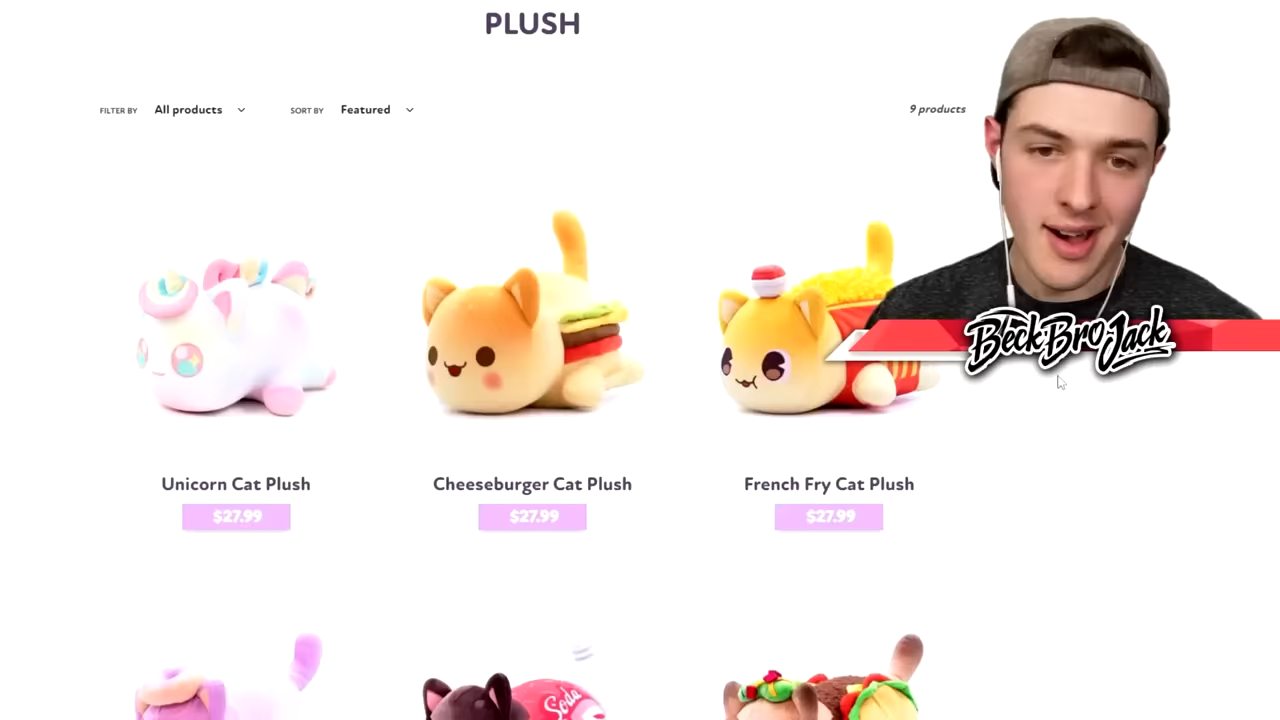 PLUSH
FILTER BY All products SORT BY Featured 9 products
BeckBroJack
Unicorn Cat Plush Cheeseburger Cat Plush French Fry Cat Plush
$27.99 $27.99 $27.99
Soda